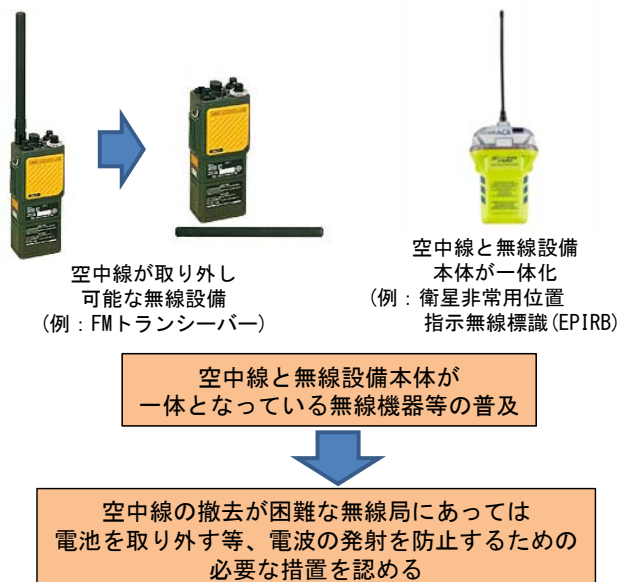 空中線が取り外し
可能な無線設備
(例：FMトランシーバー)
空中線と無線設備
本体が一体化
(例：衛星非常用位置
指示無線標識(EPIRB)
空中線と無線設備本体が
一体となっている無線機器等の普及
空中線の撤去が困難な無線局にあっては
電池を取り外す等、電波の発射を防止するための
必要な措置を認める